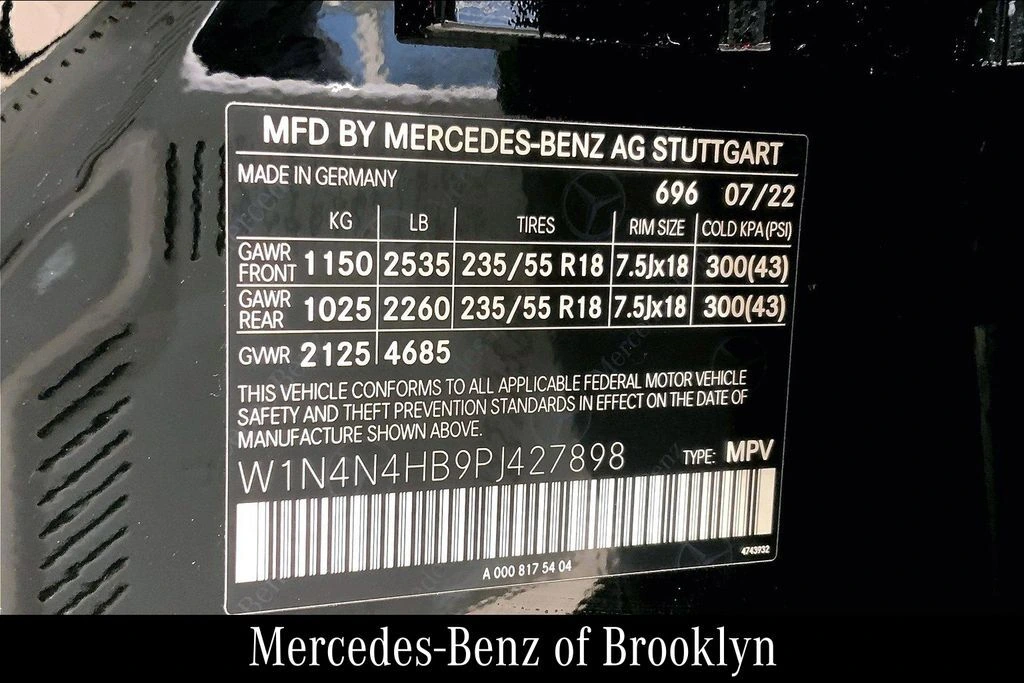 MFD BY MERCEDES-BENZ AG STUTTGART
MADE IN GERMANY
696 07/22
KG LB TIRES RIM SIZE COLD KPA (PSI)
GAWR FRONT 1150 2535 235/55 R18 7.5Jx18 300(43)
GAWR REAR 1025 2260 235/55 R18 7.5Jx18 300(43)
GVWR 2125 4685
THIS VEHICLE CONFORMS TO ALL APPLICABLE FEDERAL MOTOR VEHICLE
SAFETY AND THEFT PREVENTION STANDARDS IN EFFECT ON THE DATE OF
MANUFACTURE SHOWN ABOVE.
W1N4N4HB9PJ427898 TYPE: MPV
4743932
A 000 817 54 04
Mercedes-Benz of Brooklyn